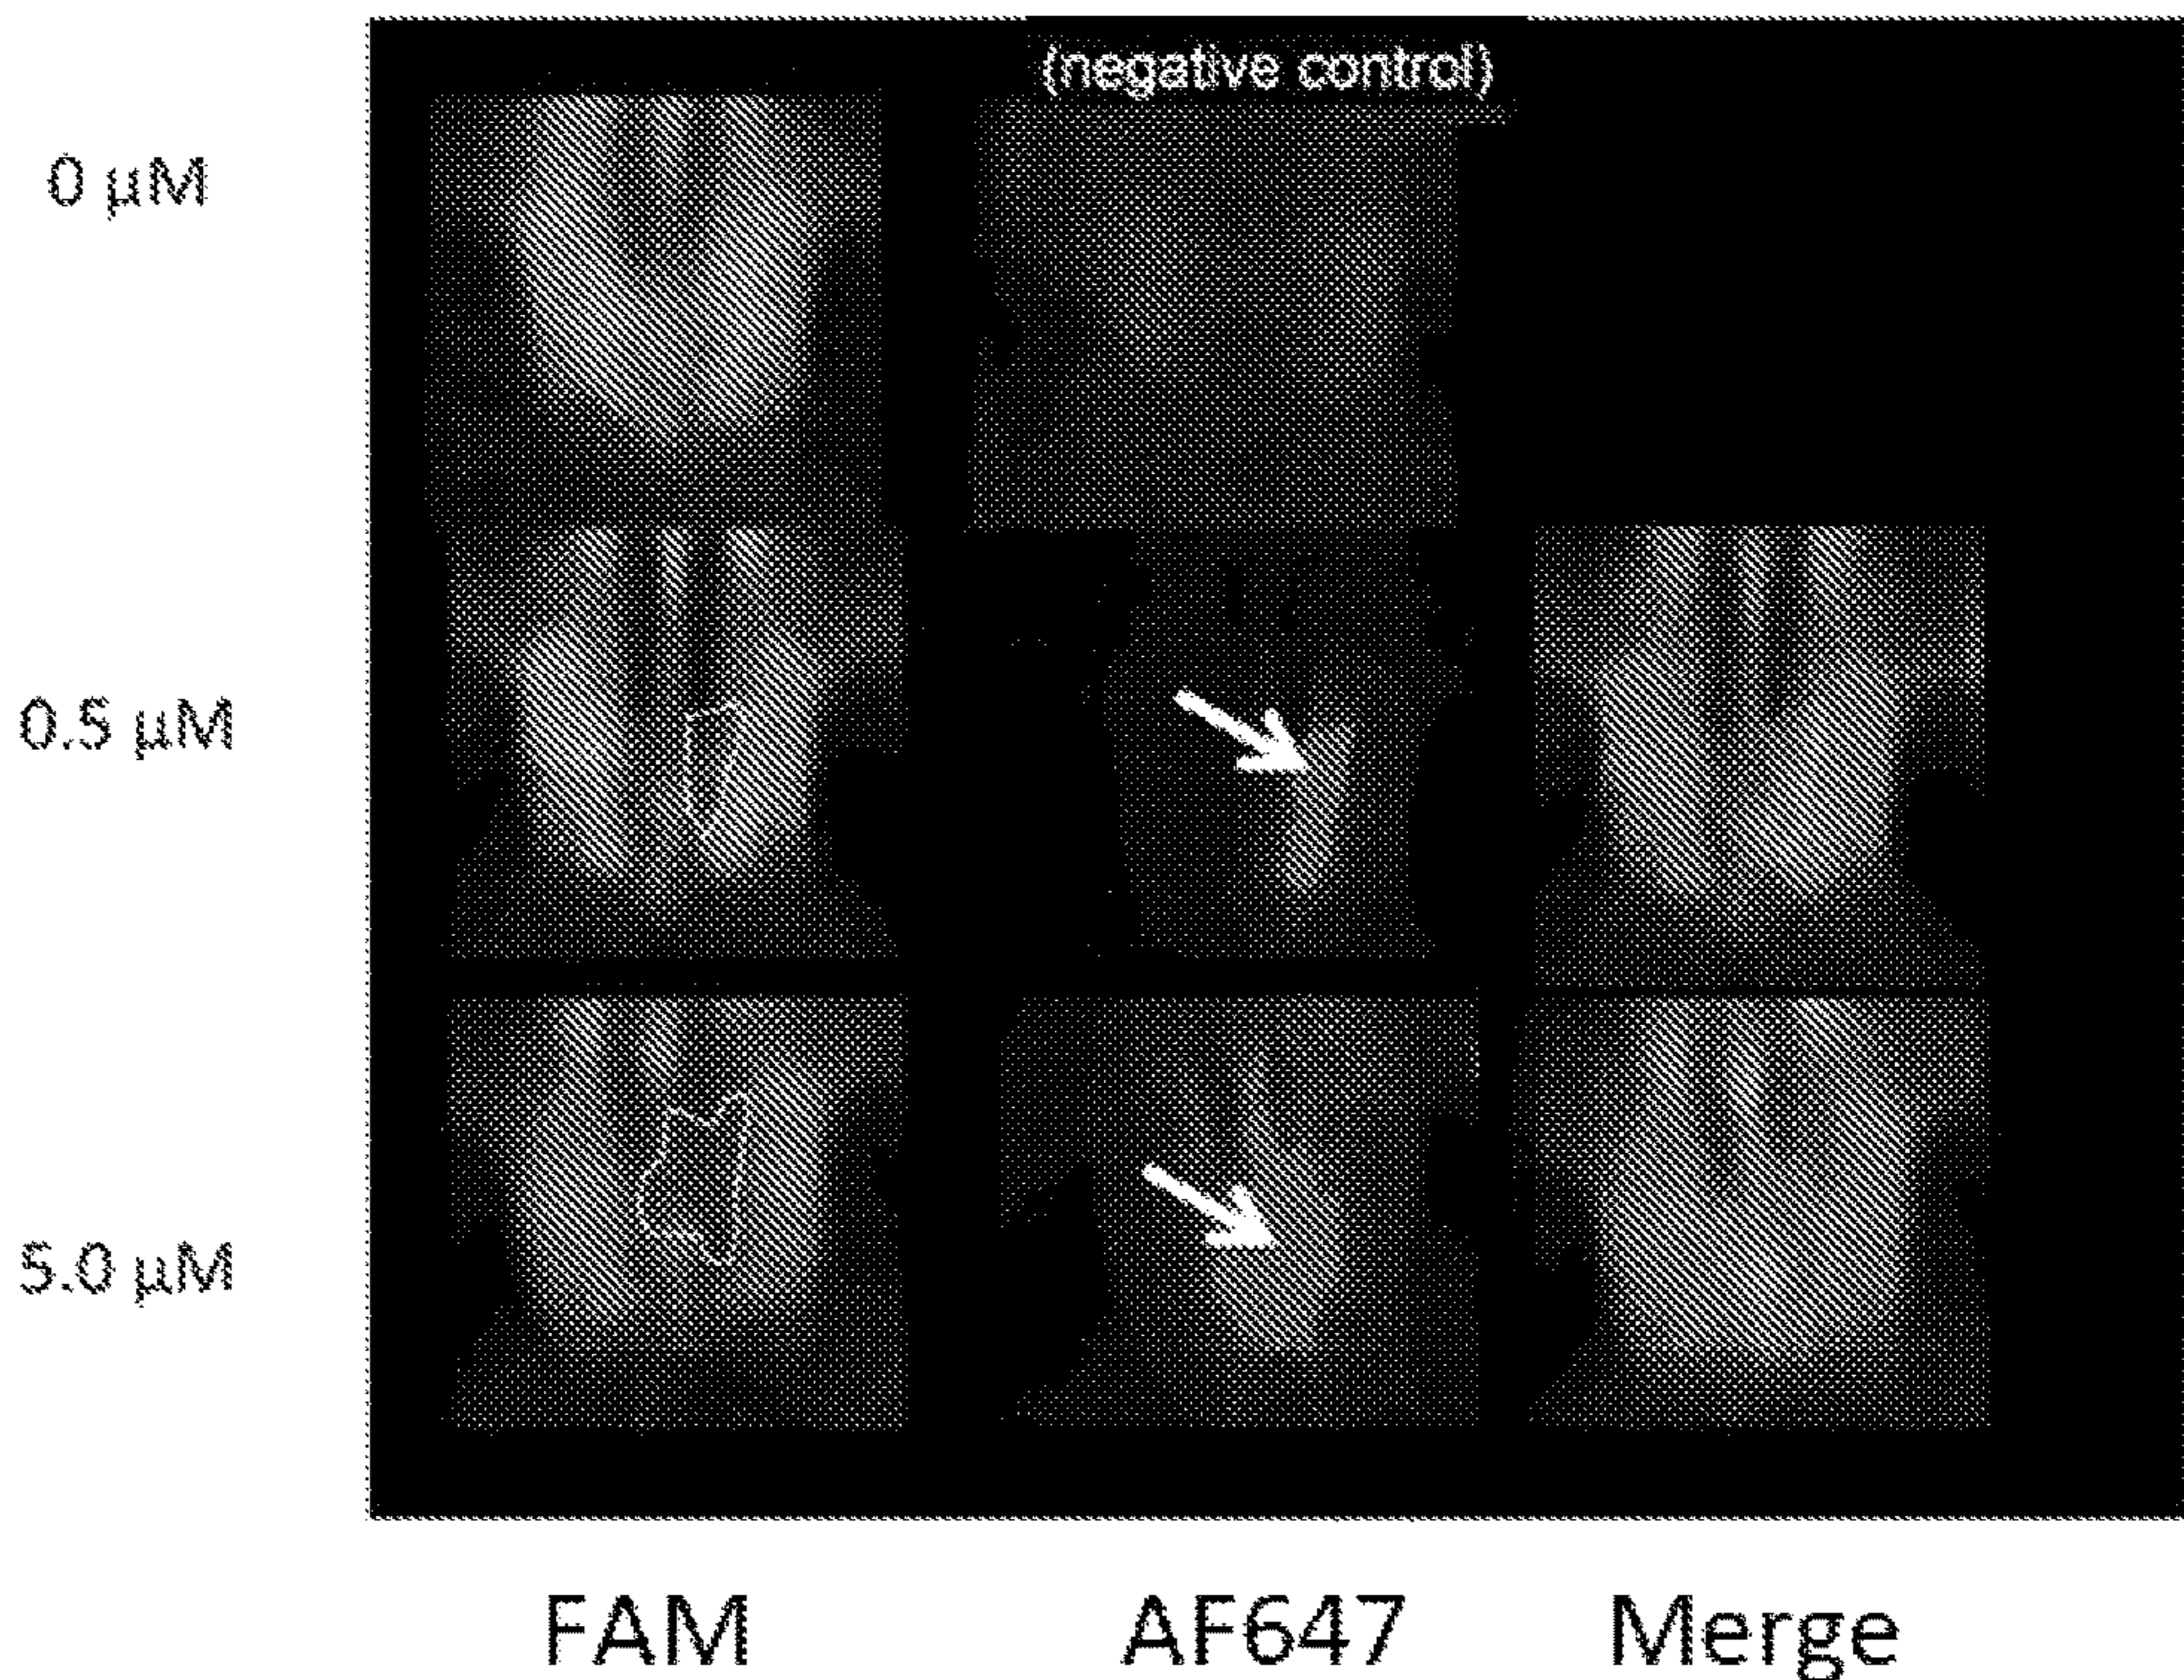 (negative control)
0 μM
0.5 μM
5.0 μM
FAM AF647 Merge